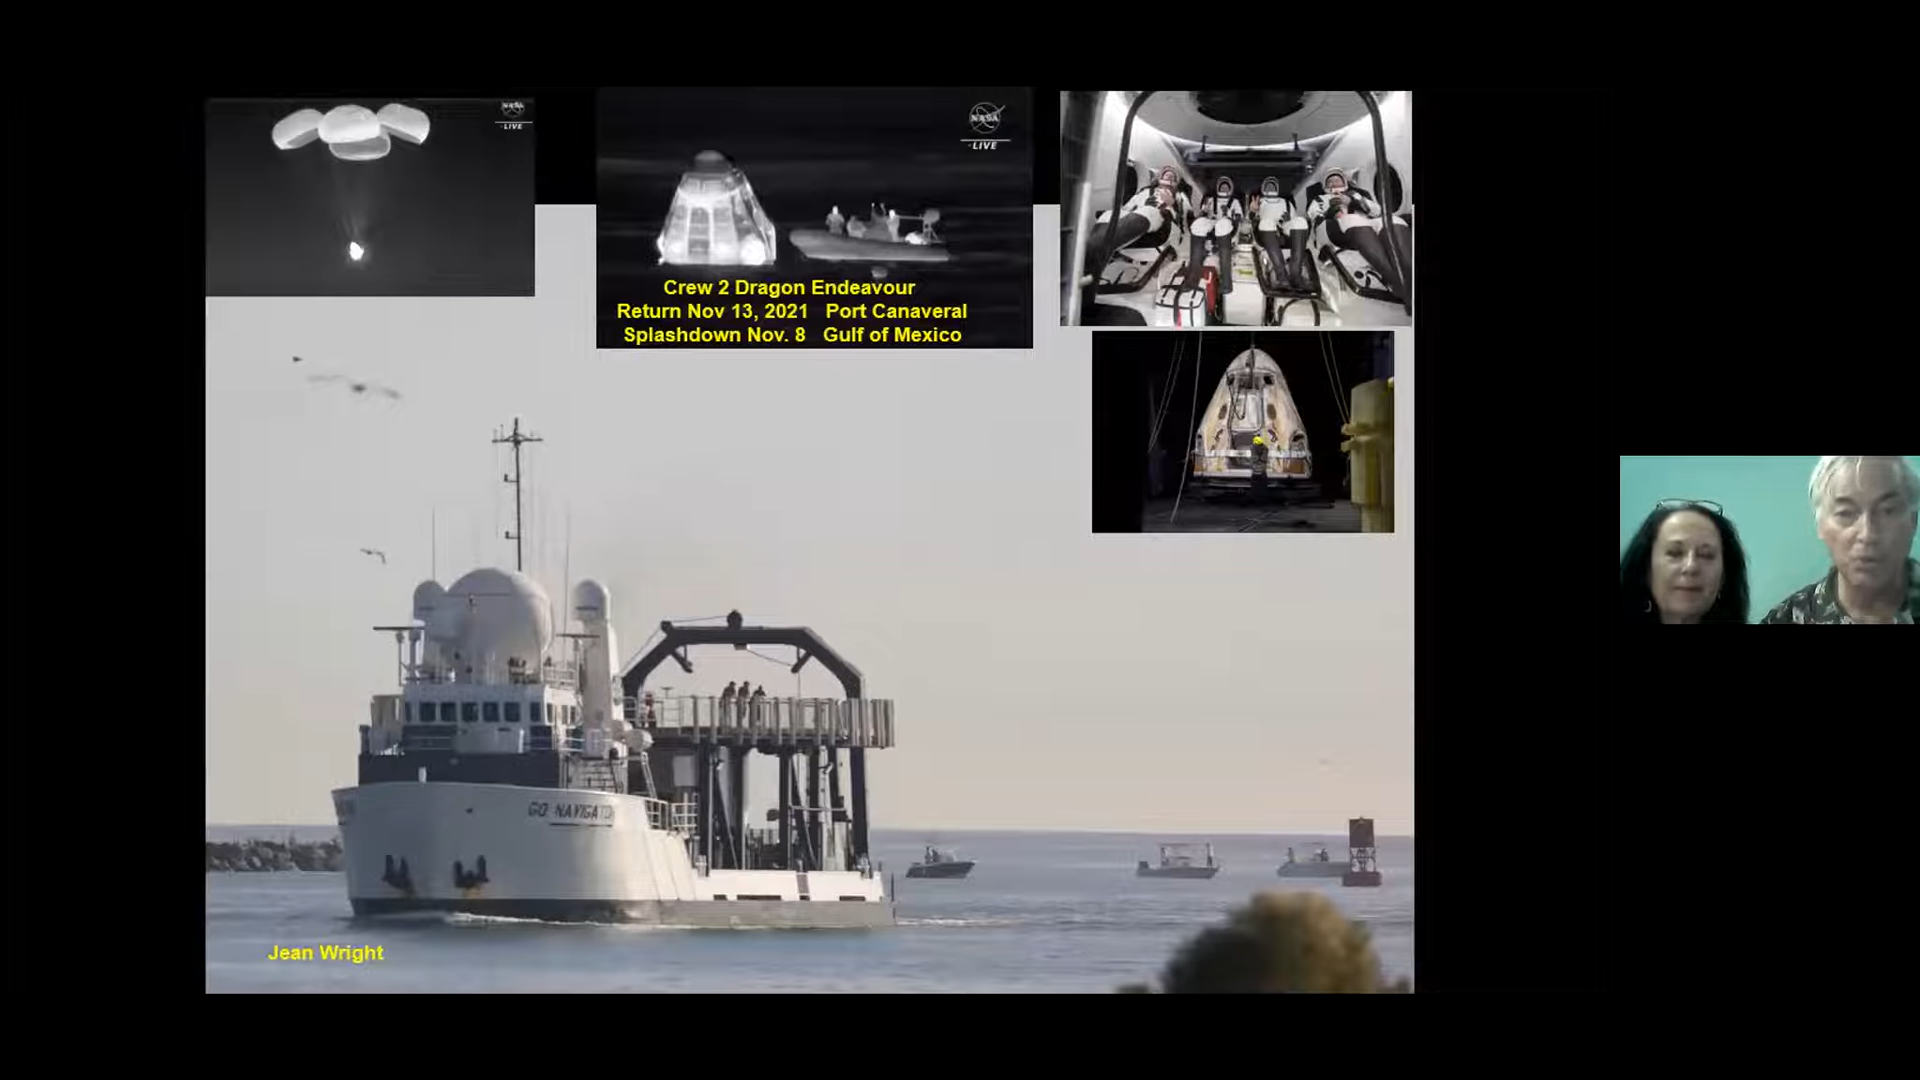 NASA
LIVE
NASA
LIVE
Crew 2 Dragon Endeavour
Return Nov 13, 2021 Port Canaveral
Splashdown Nov. 8 Gulf of Mexico
GO NAVIGATO
Jean Wright